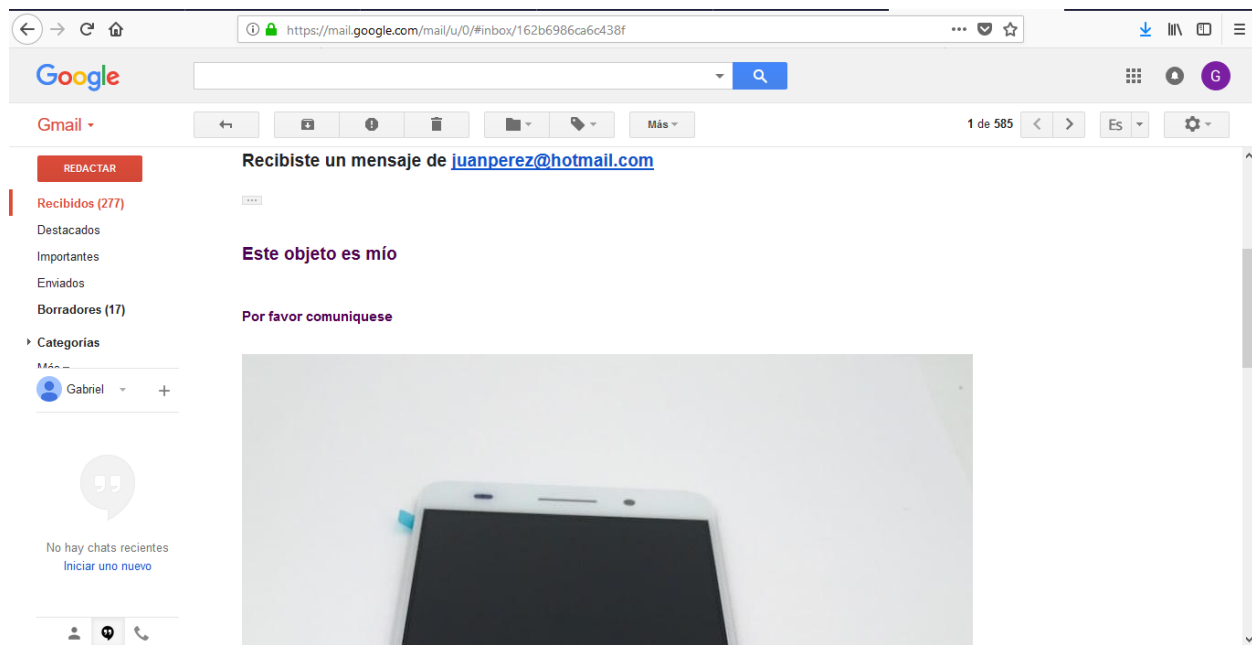 https://mail.google.com/mail/u/0/#inbox/162b6986ca6c438f
Google
G
Gmail
Más
1 de 585
Es
REDACTAR
Recibiste un mensaje de juanperez@hotmail.com
Recibidos (277)
Destacados
Este objeto es mío
Importantes
Enviados
Borradores (17)
Por favor comuniquese
Categorías
Más
Gabriel
No hay chats recientes
Iniciar uno nuevo